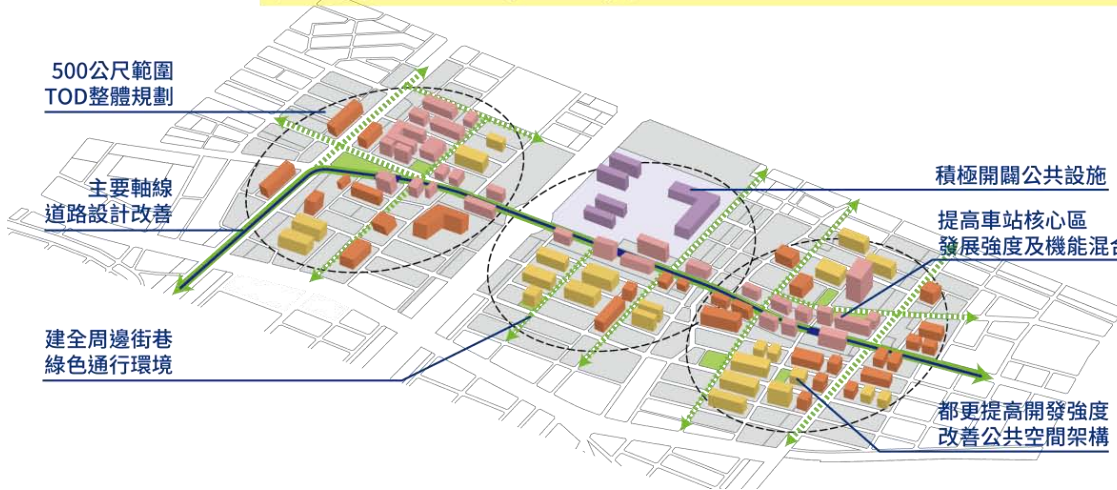 500公尺範圍
TOD整體規劃
主要軸線
道路設計改善
建全周邊街巷
綠色通行環境
積極開闢公共設施
提高車站核心區
發展強度及機能混合
都更提高開發強度
改善公共空間架構